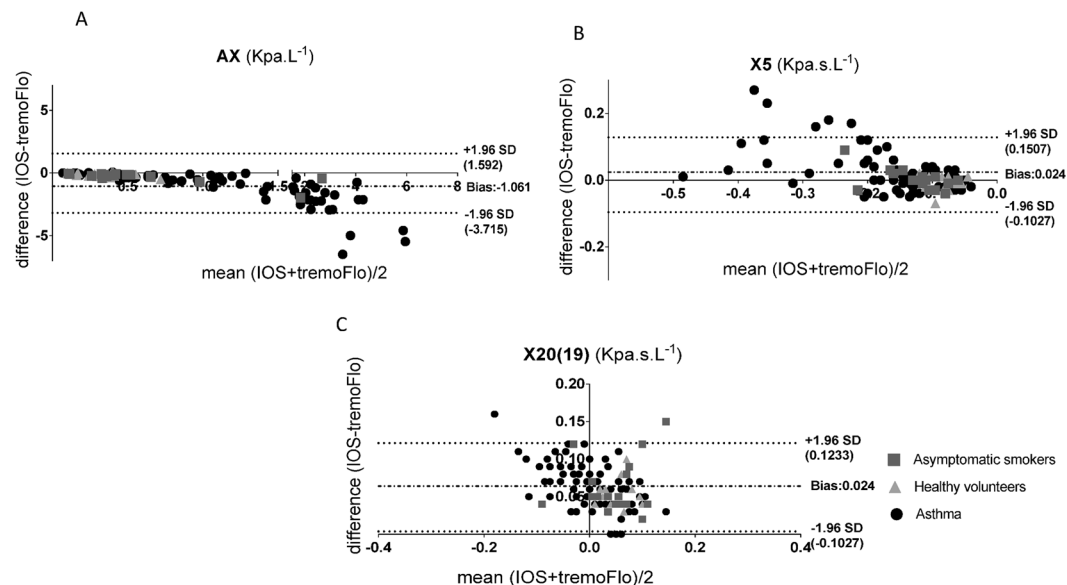 A
AX (Kpa.L-1)
difference (IOS-tremoFlo)
5
0
-5
0.5
1.5
4
6
8
+1.96 SD
(1.592)
Bias:-1.061
-1.96 SD
(-3.715)
mean (IOS+tremoFlo)/2
B
X5 (Kpa.s.L-1)
difference (IOS-tremoFlo)
0.2
0.0
-0.2
-0.5
-0.4
-0.3
-0.2
0.0
+1.96 SD
(0.1507)
Bias:0.024
-1.96 SD
(-0.1027)
mean (IOS+tremoFlo)/2
C
X20(19) (Kpa.s.L-1)
difference (IOS-tremoFlo)
0.20
0.15
0.10
0.05
-0.4
-0.2
0.0
0.2
0.4
+1.96 SD
(0.1233)
Bias:0.024
-1.96 SD
(-0.1027)
mean (IOS+tremoFlo)/2
Asymptomatic smokers
Healthy volunteers
Asthma